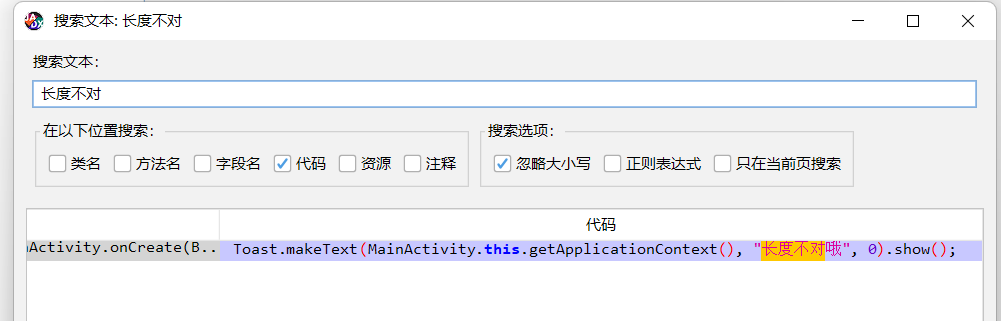 搜索文本: 长度不对
搜索文本：
长度不对
在以下位置搜索：
类名 方法名 字段名 代码 资源 注释
搜索选项：
忽略大小写 正则表达式 只在当前页搜索
代码
Activity.onCreate(B... Toast.makeText(MainActivity.this.getApplicationContext(), "长度不对哦", 0).show();